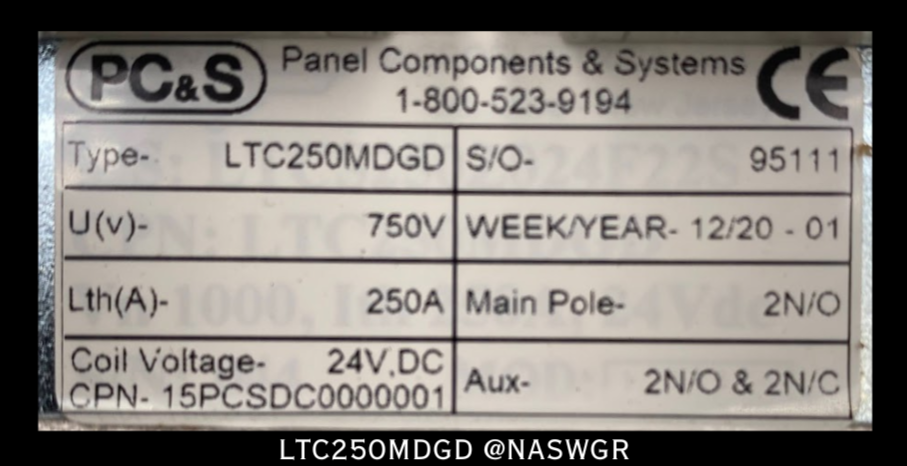 PC&S Panel Components & Systems CE
1-800-523-9194
Type- LTC250MDGD S/O- 95111
U(v)- 750V WEEK/YEAR- 12/20 - 01
Lth(A)- 250A Main Pole- 2N/O
Coil Voltage- 24V.DC
CPN- 15PCSDC0000001 Aux- 2N/O & 2N/C
LTC250MDGD @NASWGR